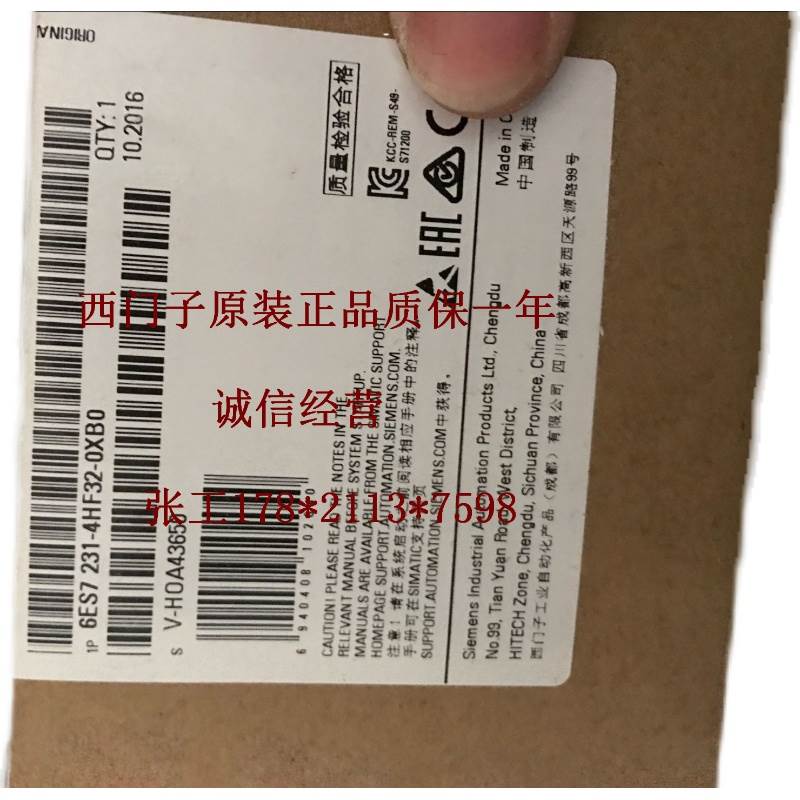 ORIGINA
QTY: 1
10.2016
1P 6ES7 231-4HF32-0XB0
S V-H0A4365
质量检验合格
KCC-REM-S49-
S71200
EAC
Made in C
中国制造
CAUTION! PLEASE READ THE NOTES IN THE
RELEVANT MANUAL BEFORE SYSTEM STARTUP.
MANUALS ARE AVAILABLE FROM THE SIMATIC SUPPORT
HOMEPAGE SUPPORT.AUTOMATION.SIEMENS.COM.
注意！请在系统启动前阅读相应手册中的注释
手册可在SIMATIC支持主页
SUPPORT.AUTOMATION.SIEMENS.COM中获得。
Siemens Industrial Automation Products Ltd., Chengdu
No.99, Tian Yuan Road, West District,
HITECH Zone, Chengdu, Sichuan Province, China
西门子工业自动化产品（成都）有限公司 四川省成都高新西区天源路99号
西门子原装正品质保一年
诚信经营
张工178*2113*7598